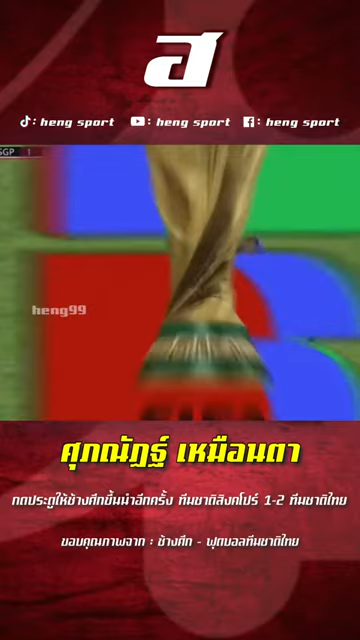 ฮ
: heng sport : heng sport : heng sport
SGP 1
heng99
ศุภณัฏฐ์ เหมือนตา
กดประตูให้ช้างศึกขึ้นนำอีกครั้ง ทีมชาติสิงคโปร์ 1-2 ทีมชาติไทย
ขอบคุณภาพจาก : ช้างศึก - ฟุตบอลทีมชาติไทย